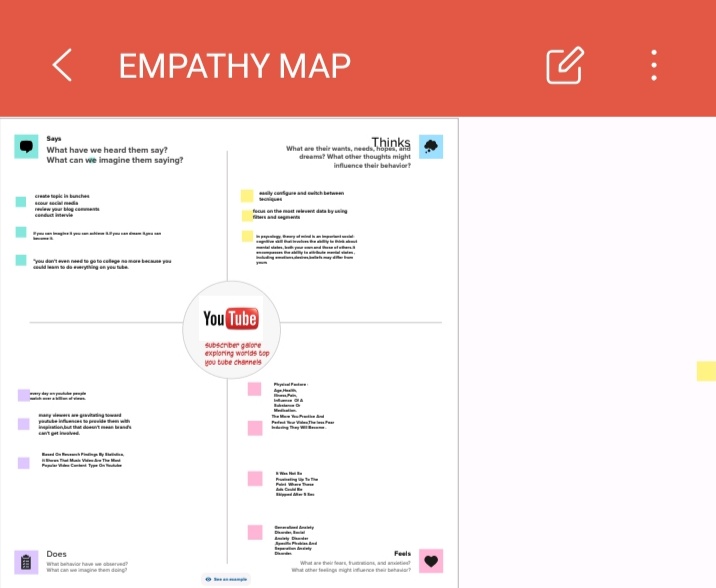 EMPATHY MAP
Says
What have we heard them say?
What can we imagine them saying?
create topic in bunches
scour social media
review your blog comments
conduct intervie
if you can imagine it you can achieve it.if you can dream it,you can
become it.
"you don't even need to go to college no more because you
could learn to do everything on you tube.
Thinks
What are their wants, needs, hopes, and
dreams? What other thoughts might
influence their behavior?
easily configure and switch between
tecniques
focus on the most relevant data by using
filters and segments
In psycology, theory of mind is an important social-
cognitive skill that involves the ability to think about
mental states, both your own and those of others.it
encompasses the ability to attribute mental states ,
including emotions,desires,beliefs may differ from
yours
YouTube
subscriber galore
exploring worlds top
you tube channels
every day on youtube people
watch over a billion of views.
many viewers are gravitating toward
youtube influences to provide them with
inspiration,but that doesn't mean brand's
can't get involved.
Based On Research Findings By Statistics,
it Shows That Music Video Are The Most
Popular Video Content Type On Youtube
Does
What behavior have we observed?
What can we imagine them doing?
Physical Factore :
Age,Health,
Illness,Pain,
Influence Of A
Substance Or
Medication.
The More You Practice And
Perfect Your Video,The less Fear
Inducing They Will Become .
It Was Not So
Frustrating Up To The
Point Where These
Ads Could Be
Skipped After 5 Sec
Generalised Anxiety
Disorder, Social
Anxiety Disorder
,Specific Phobias And
Separation Anxiety
Disorder
Feels
What are their fears, frustrations, and anxieties?
What other feelings might influence their behavior?
See an example